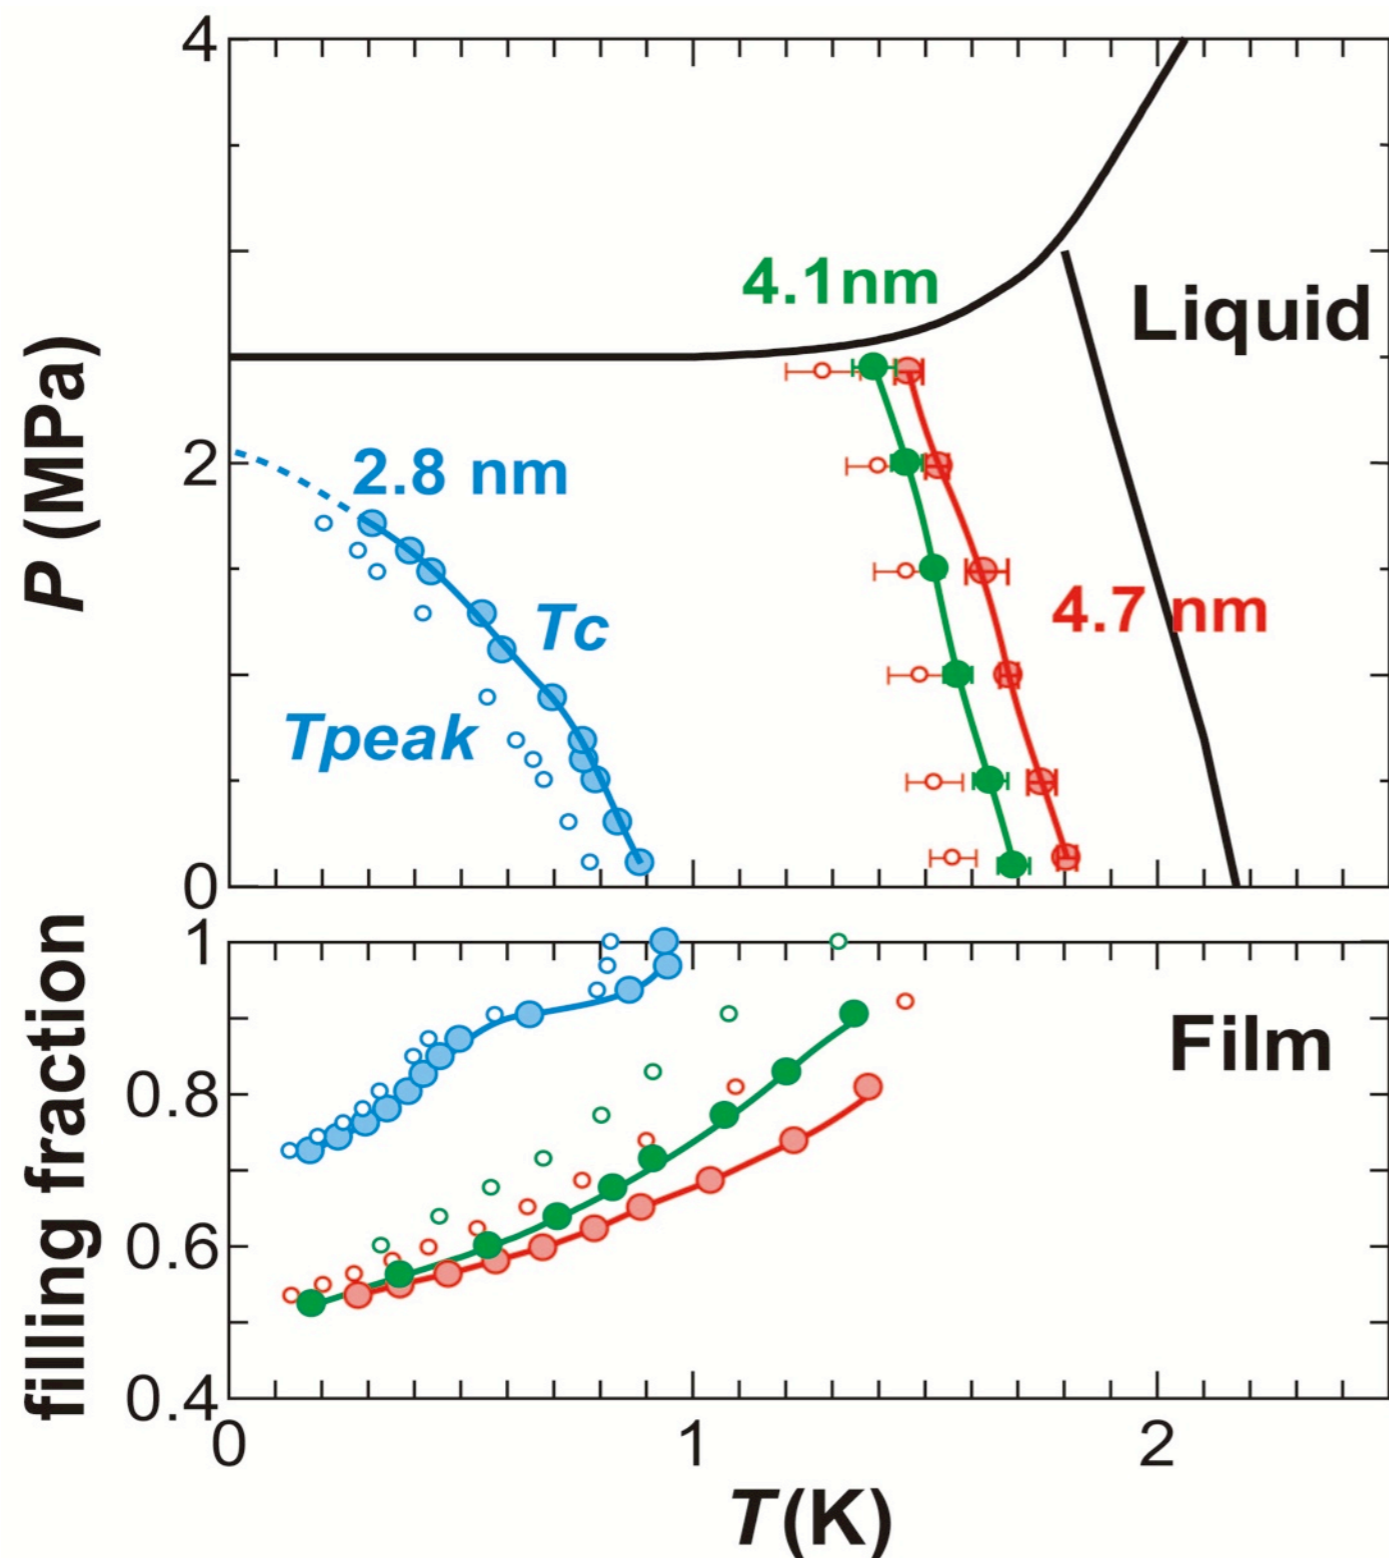 4
4.1nm
Liquid
P (MPa)
2
2.8 nm
4.7 nm
Tc
Tpeak
0
1
Film
filling fraction
0.8
0.6
0.4
0
1
2
T(K)